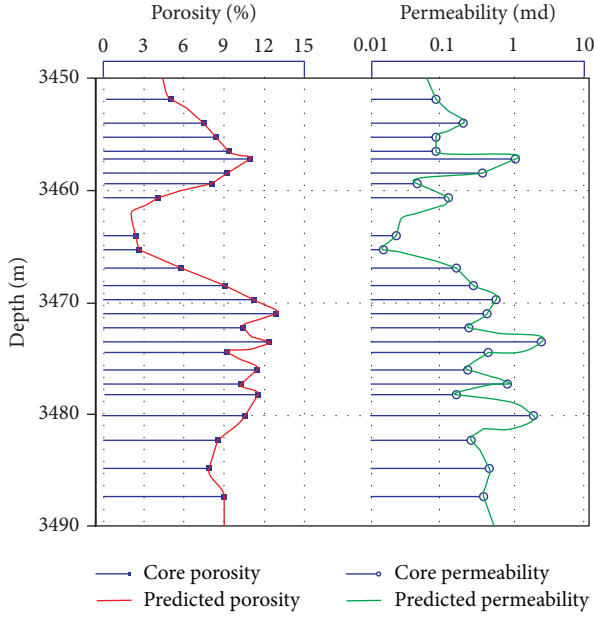 Porosity (%)
Permeability (md)
0 3 6 9 12 15
0.01 0.1 1 10
3450
3460
3470
3480
3490
Depth (m)
Core porosity
Core permeability
Predicted porosity
Predicted permeability